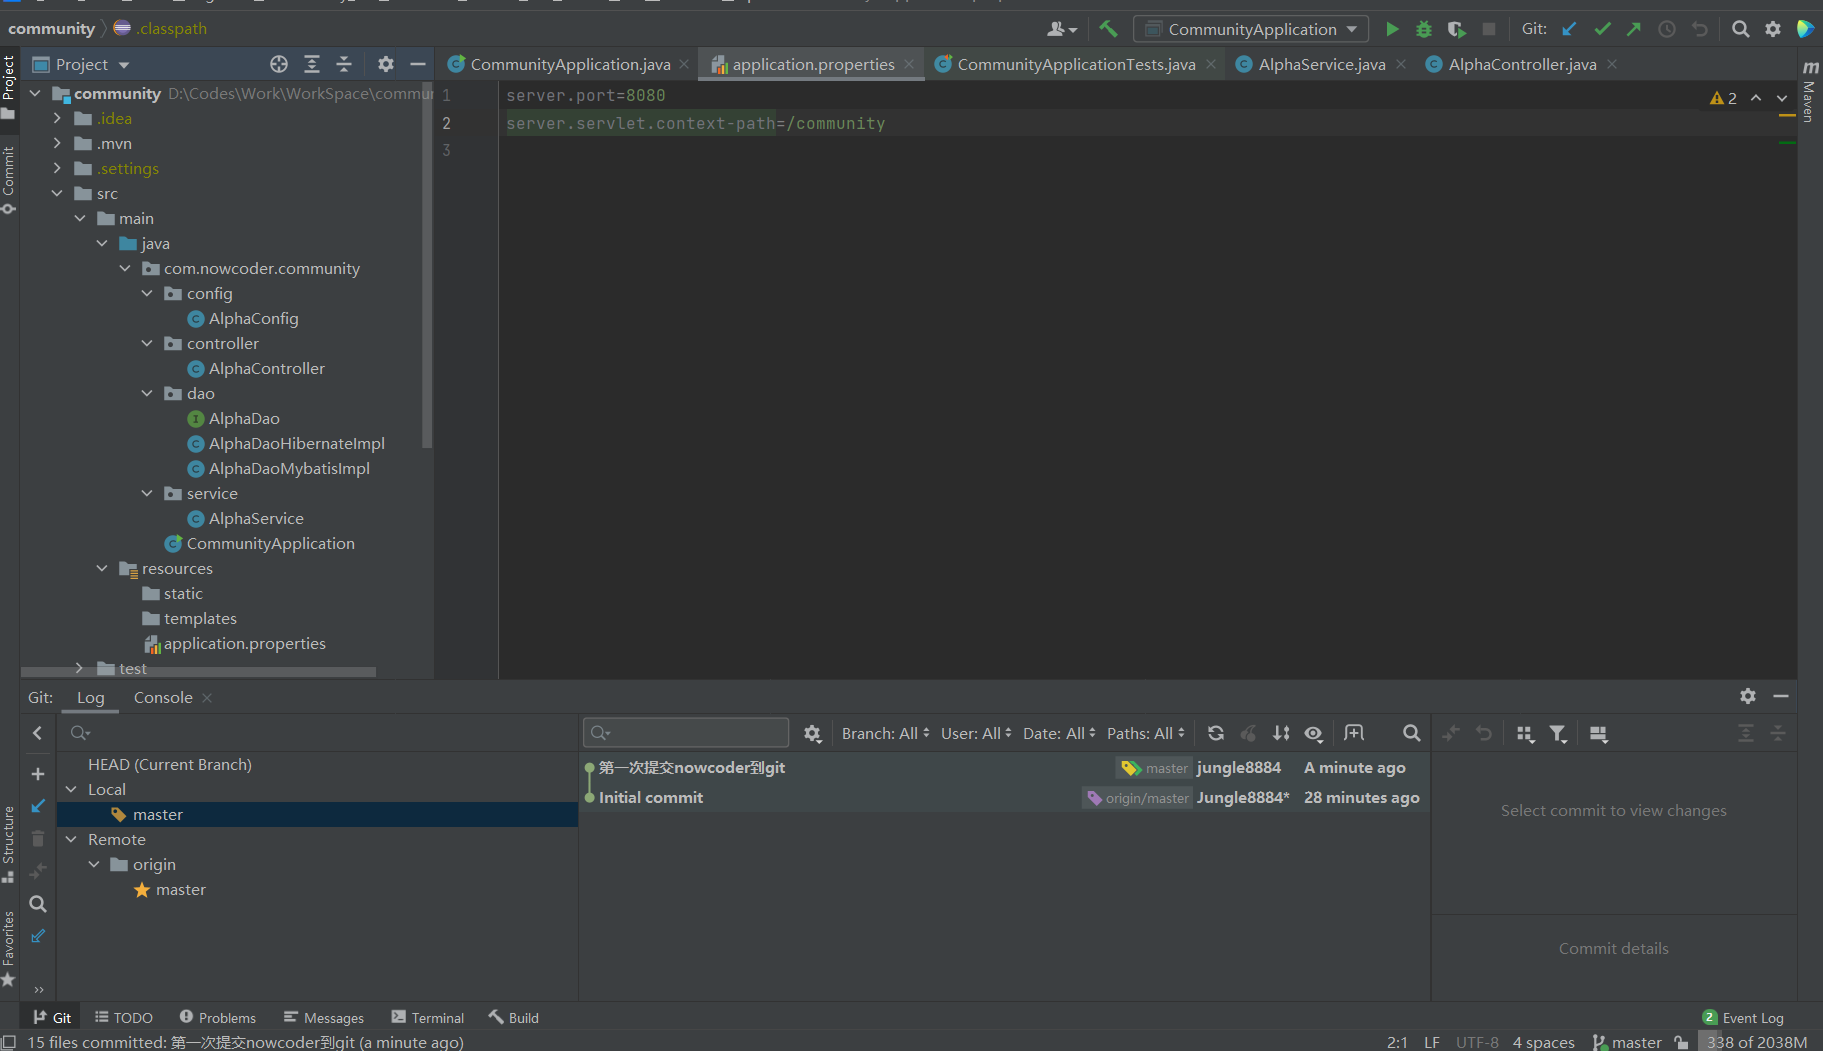 community .classpath CommunityApplication Git:
Project
CommunityApplication.java application.properties CommunityApplicationTests.java AlphaService.java AlphaController.java
Project
Commit
Structure
Favorites
community D:\Codes\Work\WorkSpace\commur
.idea
.mvn
.settings
src
main
java
com.nowcoder.community
config
AlphaConfig
controller
AlphaController
dao
AlphaDao
AlphaDaoHibernateImpl
AlphaDaoMybatisImpl
service
AlphaService
CommunityApplication
resources
static
templates
application.properties
test
1 server.port=8080
2 server.servlet.context-path=/community
3
2
m Maven
Git: Log Console
HEAD (Current Branch)
Local
master
Remote
origin
master
Branch: All User: All Date: All Paths: All
第一次提交nowcoder到git master jungle8884 A minute ago
Initial commit origin/master Jungle8884* 28 minutes ago
Select commit to view changes
Commit details
Git TODO Problems Messages Terminal Build 2 Event Log
15 files committed: 第一次提交nowcoder到git (a minute ago) 2:1 LF UTF-8 4 spaces master 338 of 2038M